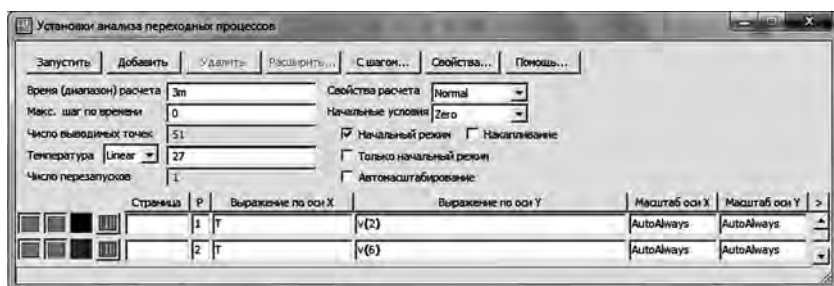 Установки анализа переходных процессов
Запустить Добавить Удалить Расширить... С шагом... Свойства... Помощь...
Время (диапазон) расчета 3m Свойства расчета Normal
Макс. шаг по времени 0 Начальные условия Zero
Число выводимых точек 51 Начальный режим Накапливание
Температура Linear 27 Только начальный режим
Число перезапусков 1 Автомасштабирование
Страница P Выражение по оси X Выражение по оси Y Масштаб оси X Масштаб оси Y >
1 T v(2) AutoAlways AutoAlways
2 T v(6) AutoAlways AutoAlways